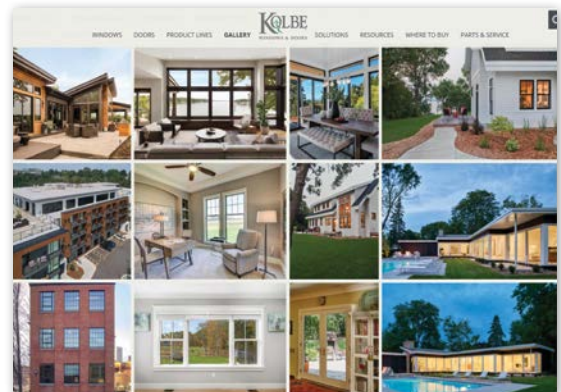 KOLBE
WINDOWS & DOORS
WINDOWS DOORS PRODUCT LINES GALLERY SOLUTIONS RESOURCES WHERE TO BUY PARTS & SERVICE